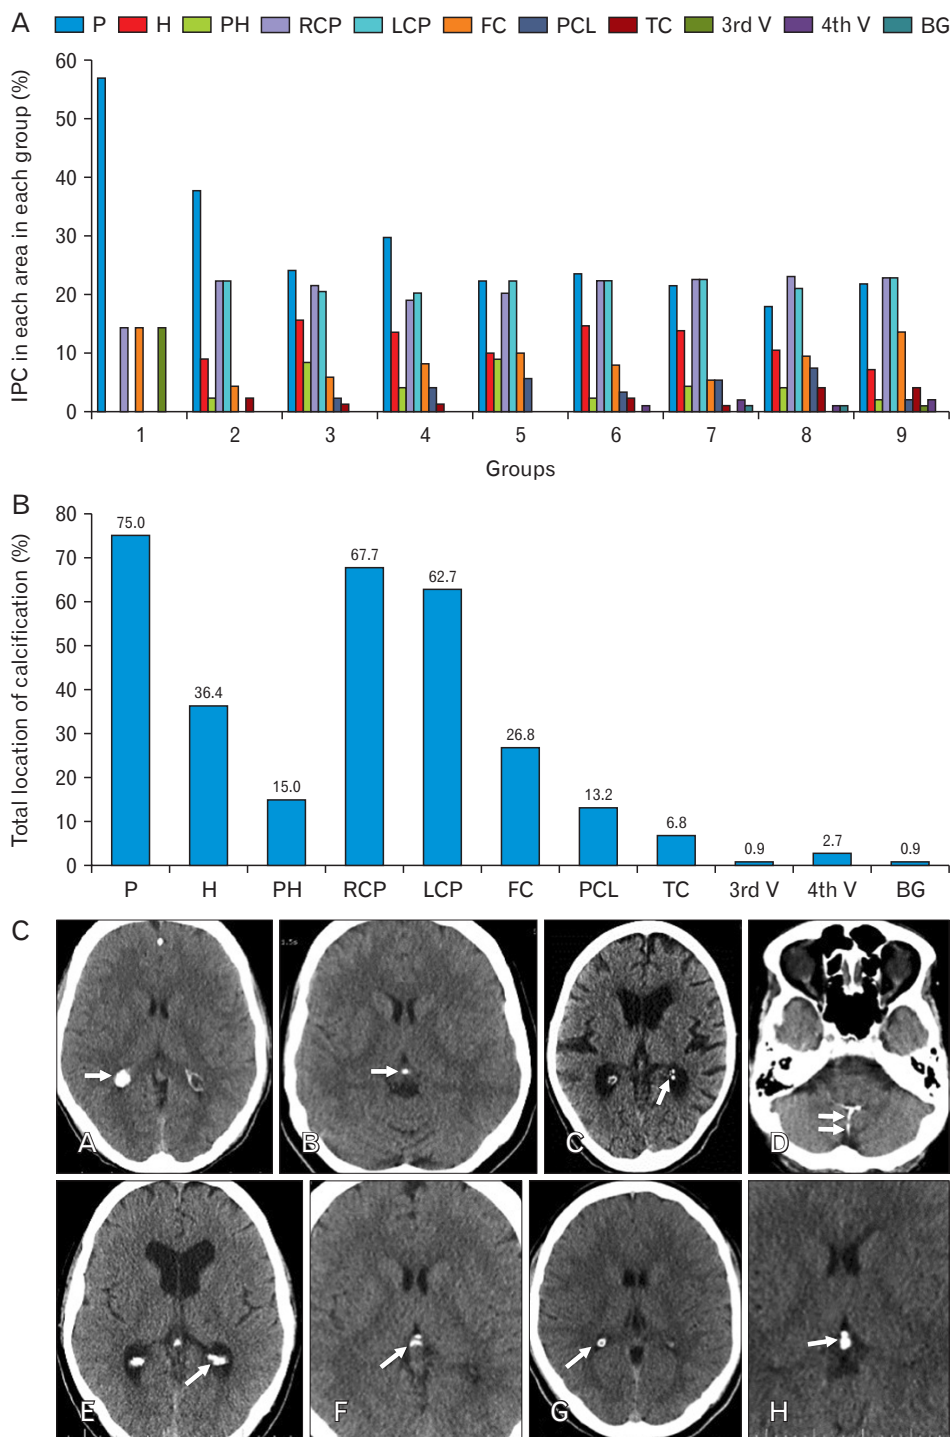 A P H PH RCP LCP FC PCL TC 3rd V 4th V BG
IPC in each area in each group (%)
60
50
40
30
20
10
0
1 2 3 4 5 6 7 8 9
Groups
B
Total location of calcification (%)
80
70
60
50
40
30
20
10
0
75.0
36.4
15.0
67.7
62.7
26.8
13.2
6.8
0.9
2.7
0.9
P H PH RCP LCP FC PCL TC 3rd V 4th V BG
C
1.5s
A B C D
E F G H